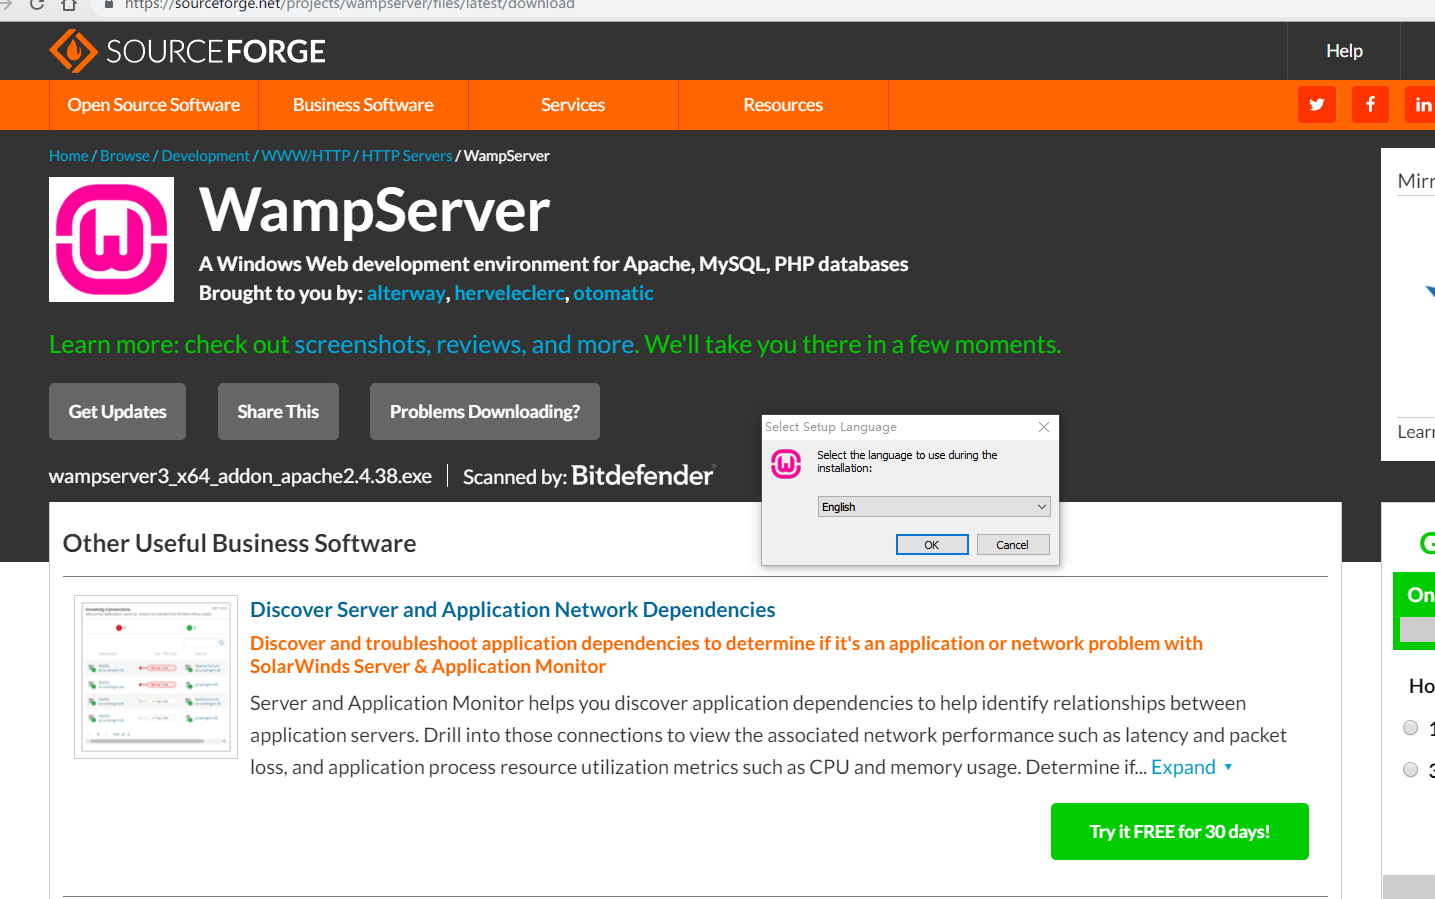 https://sourceforge.net/projects/wampserver/files/latest/download
SOURCEFORGE
Help
Open Source Software
Business Software
Services
Resources
Home / Browse / Development / WWW/HTTP / HTTP Servers / WampServer
Mirr
WampServer
A Windows Web development environment for Apache, MySQL, PHP databases
Brought to you by: alterway, herveleclerc, otomatic
Learn more: check out screenshots, reviews, and more. We'll take you there in a few moments.
Get Updates
Share This
Problems Downloading?
Lear
Select Setup Language
Select the language to use during the
installation:
English
OK
Cancel
wampserver3_x64_addon_apache2.4.38.exe
Scanned by: Bitdefender
Other Useful Business Software
G
On
Incoming Connections
Discover Server and Application Network Dependencies
Discover and troubleshoot application dependencies to determine if it's an application or network problem with
SolarWinds Server & Application Monitor
Server and Application Monitor helps you discover application dependencies to help identify relationships between
application servers. Drill into those connections to view the associated network performance such as latency and packet
loss, and application process resource utilization metrics such as CPU and memory usage. Determine if... Expand
Ho
1
3
Try it FREE for 30 days!